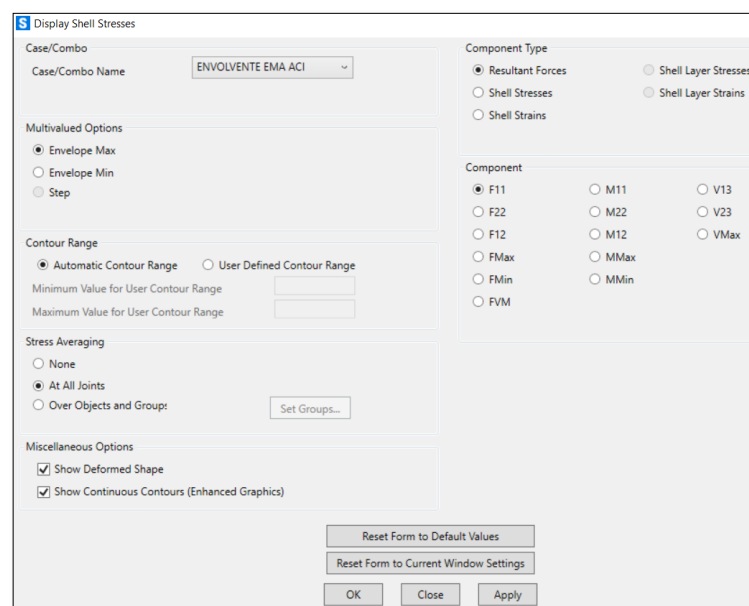 S Display Shell Stresses
Case/Combo
Case/Combo Name
ENVOLVENTE EMA ACI
Multivalued Options
Envelope Max
Envelope Min
Step
Contour Range
Automatic Contour Range
User Defined Contour Range
Minimum Value for User Contour Range
Maximum Value for User Contour Range
Stress Averaging
None
At All Joints
Over Objects and Groups
Set Groups...
Miscellaneous Options
Show Deformed Shape
Show Continuous Contours (Enhanced Graphics)
Component Type
Resultant Forces
Shell Layer Stresses
Shell Stresses
Shell Layer Strains
Shell Strains
Component
F11 M11 V13
F22 M22 V23
F12 M12 VMax
FMax MMax
FMin MMin
FVM
Reset Form to Default Values
Reset Form to Current Window Settings
OK Close Apply